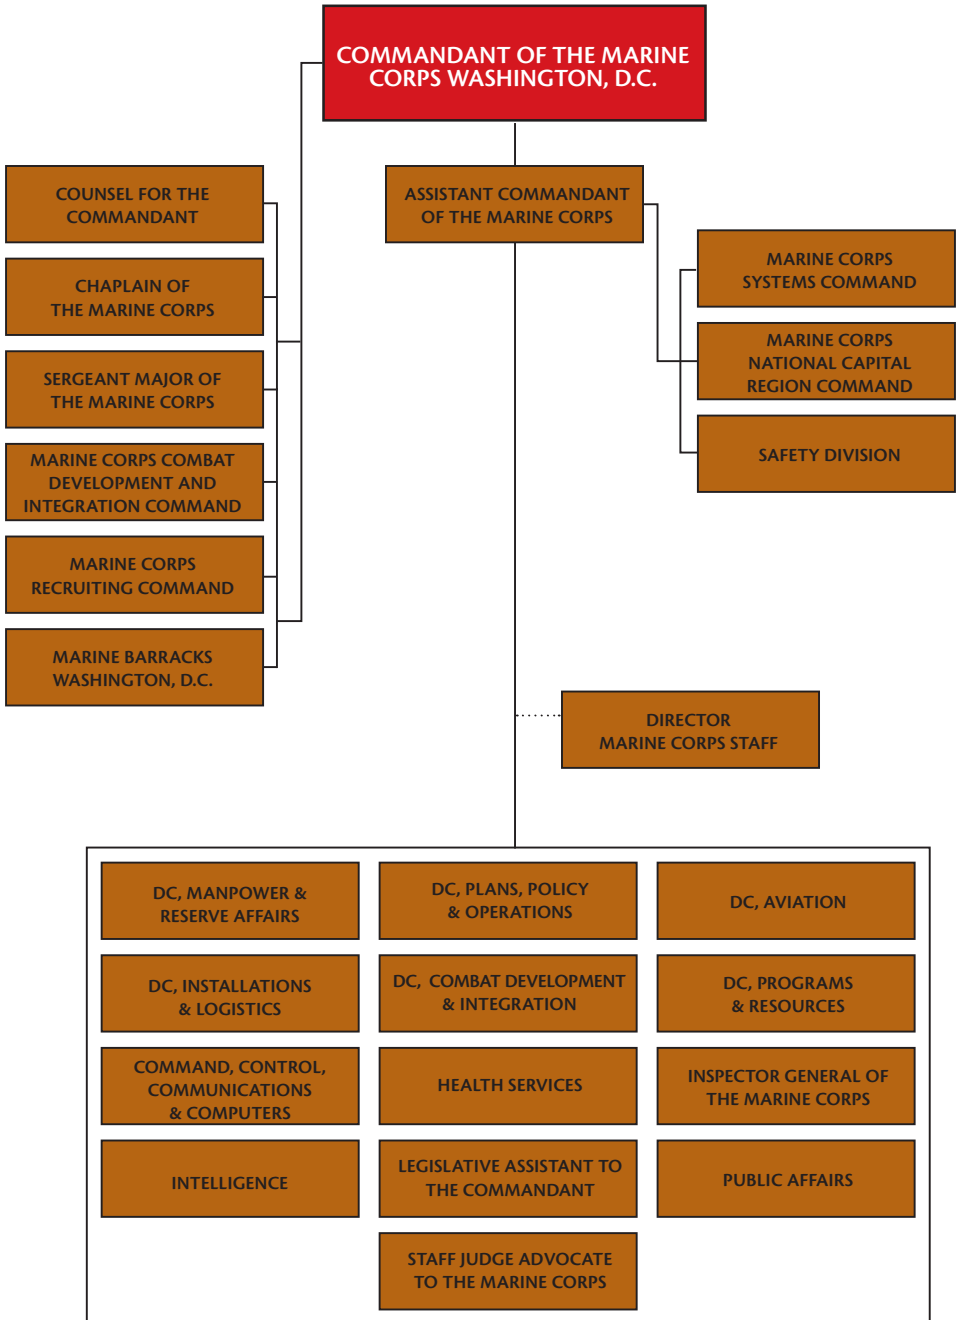 COMMANDANT OF THE MARINE
CORPS WASHINGTON, D.C.
COUNSEL FOR THE
COMMANDANT
CHAPLAIN OF
THE MARINE CORPS
SERGEANT MAJOR OF
THE MARINE CORPS
MARINE CORPS COMBAT
DEVELOPMENT AND
INTEGRATION COMMAND
MARINE CORPS
RECRUITING COMMAND
MARINE BARRACKS
WASHINGTON, D.C.
ASSISTANT COMMANDANT
OF THE MARINE CORPS
MARINE CORPS
SYSTEMS COMMAND
MARINE CORPS
NATIONAL CAPITAL
REGION COMMAND
SAFETY DIVISION
DIRECTOR
MARINE CORPS STAFF
DC, MANPOWER &
RESERVE AFFAIRS
DC, PLANS, POLICY
& OPERATIONS
DC, AVIATION
DC, INSTALLATIONS
& LOGISTICS
DC, COMBAT DEVELOPMENT
& INTEGRATION
DC, PROGRAMS
& RESOURCES
COMMAND, CONTROL,
COMMUNICATIONS
& COMPUTERS
HEALTH SERVICES
INSPECTOR GENERAL OF
THE MARINE CORPS
INTELLIGENCE
LEGISLATIVE ASSISTANT TO
THE COMMANDANT
PUBLIC AFFAIRS
STAFF JUDGE ADVOCATE
TO THE MARINE CORPS